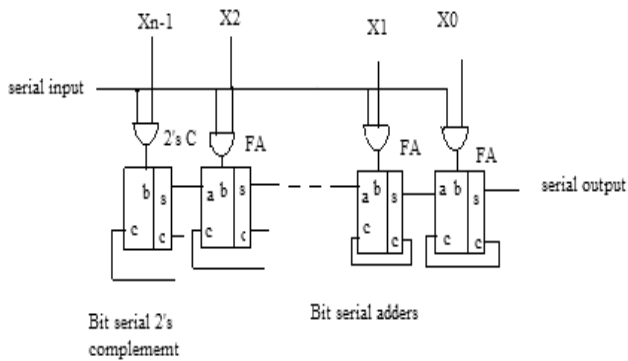 Xn-1
X2
X1
X0
serial input
2's C
FA
FA
FA
b
s
a b
s
a b
s
a b
s
serial output
c
c
c
c
c
c
c
c
Bit serial 2's
complememt
Bit serial adders